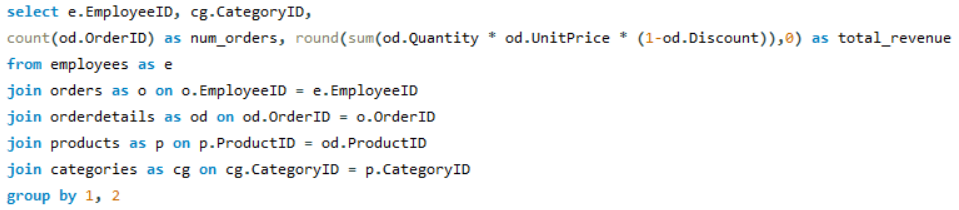 select e.EmployeeID, cg.CategoryID,
count(od.OrderID) as num_orders, round(sum(od.Quantity * od.UnitPrice * (1-od.Discount)),0) as total_revenue
from employees as e
join orders as o on o.EmployeeID = e.EmployeeID
join orderdetails as od on od.OrderID = o.OrderID
join products as p on p.ProductID = od.ProductID
join categories as cg on cg.CategoryID = p.CategoryID
group by 1, 2